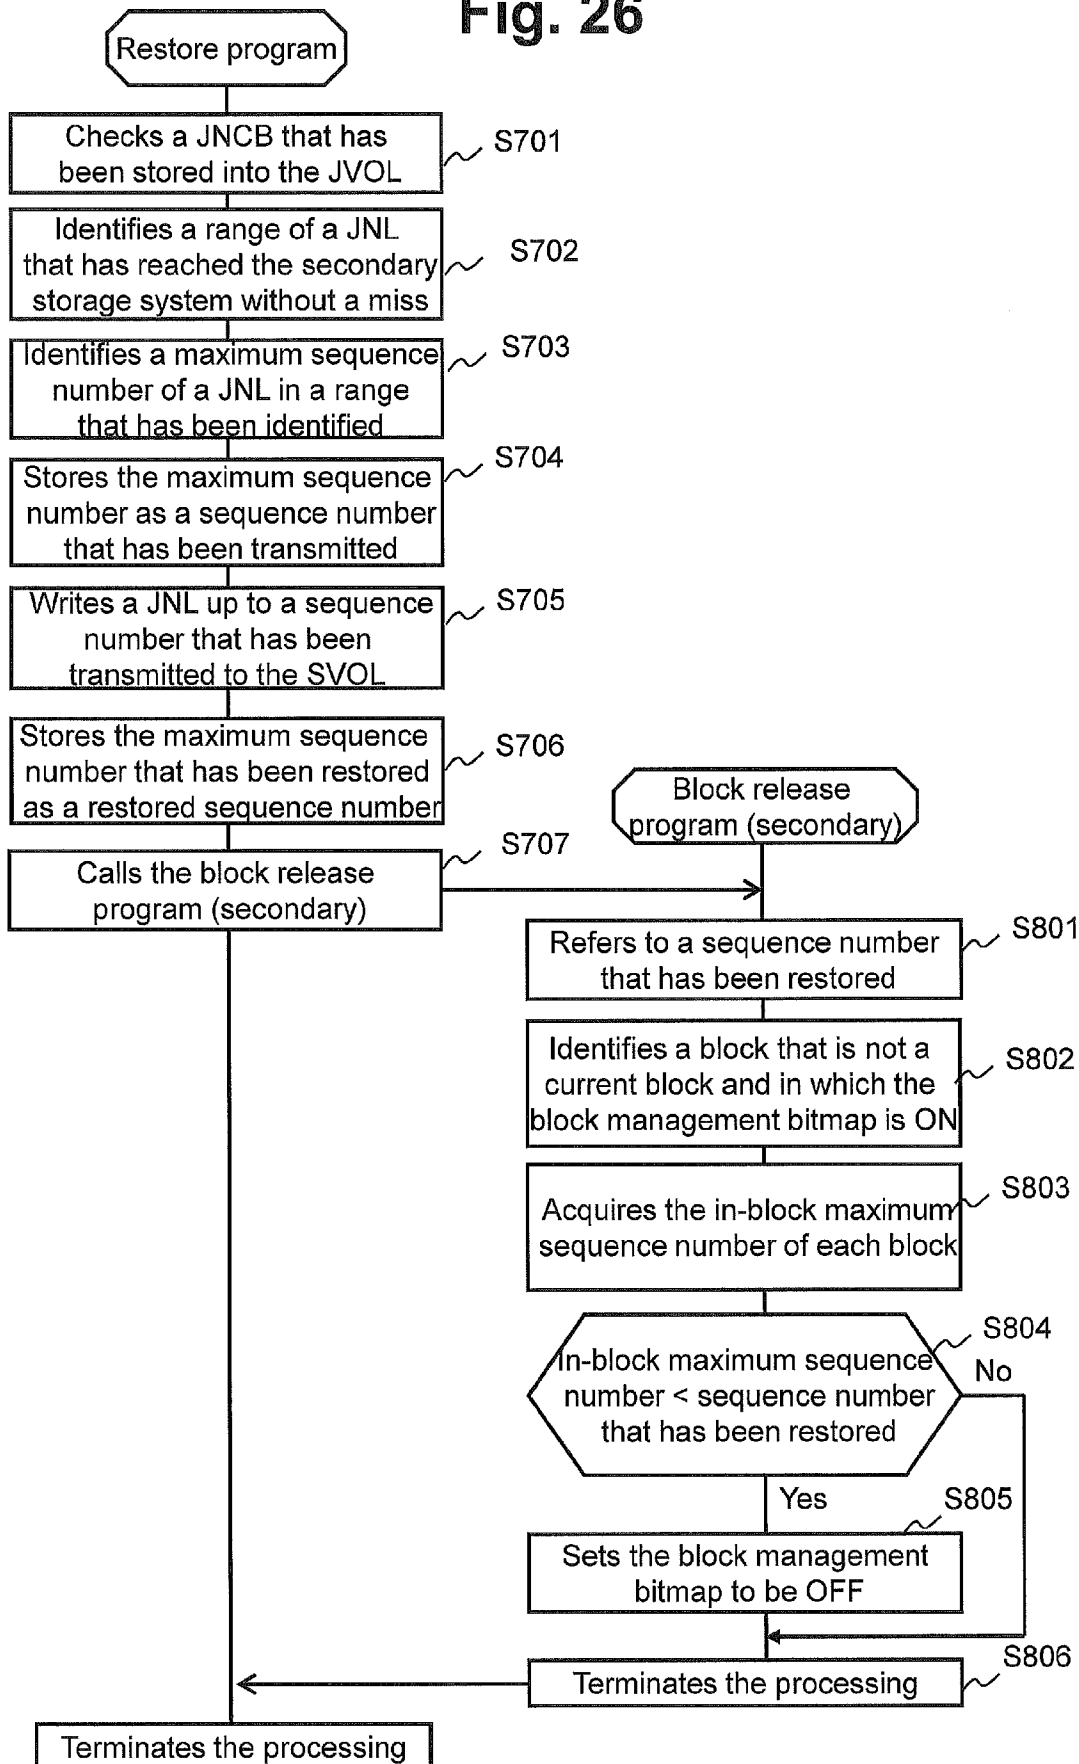 Fig. 26
Restore program
Checks a JNCB that has
been stored into the JVOL
S701
Identifies a range of a JNL
that has reached the secondary
storage system without a miss
S702
Identifies a maximum sequence
number of a JNL in a range
that has been identified
S703
Stores the maximum sequence
number as a sequence number
that has been transmitted
S704
Writes a JNL up to a sequence
number that has been
transmitted to the SVOL
S705
Stores the maximum sequence
number that has been restored
as a restored sequence number
S706
Calls the block release
program (secondary)
S707
Block release
program (secondary)
Refers to a sequence number
that has been restored
S801
Identifies a block that is not a
current block and in which the
block management bitmap is ON
S802
Acquires the in-block maximum
sequence number of each block
S803
In-block maximum sequence
number < sequence number
that has been restored
S804
No
Yes
Sets the block management
bitmap to be OFF
S805
Terminates the processing
S806
Terminates the processing